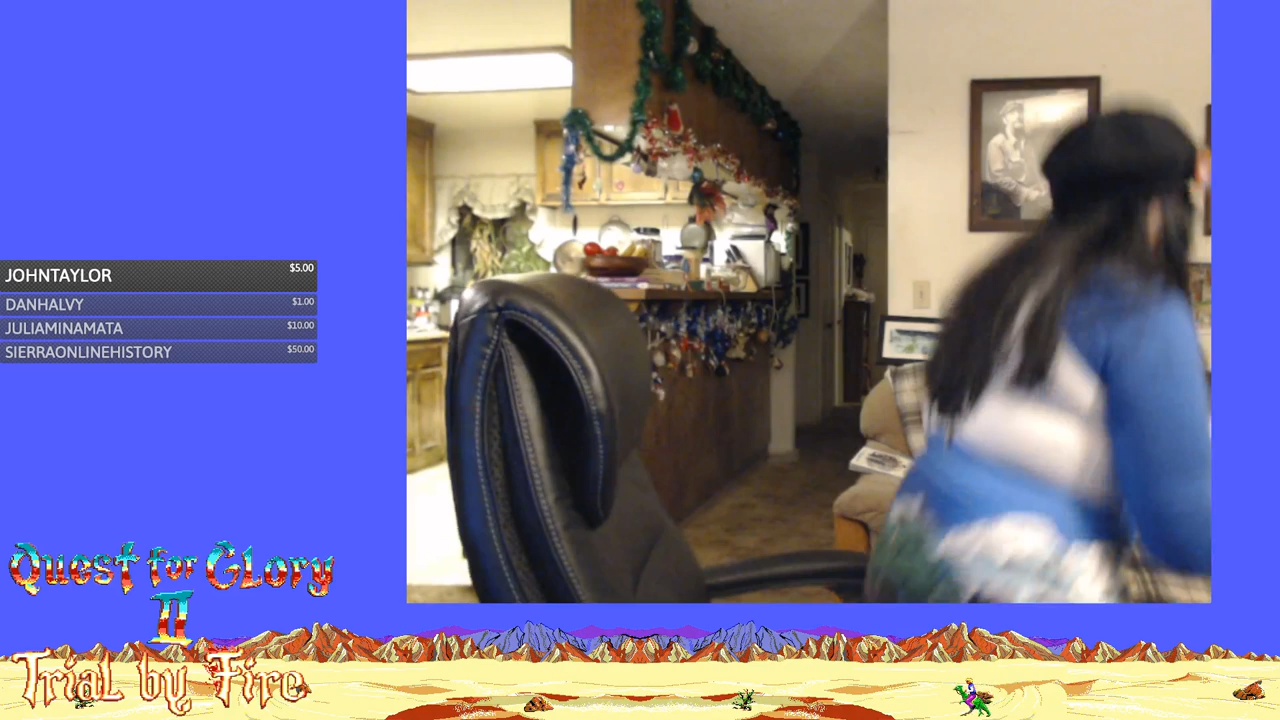 JOHNTAYLOR $5.00
DANHALVY $1.00
JULIAMINAMATA $10.00
SIERRAONLINEHISTORY $50.00
Quest for Glory
II
Trial by Fire